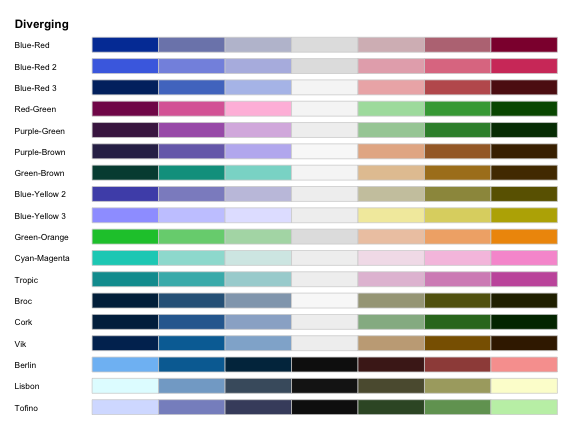 Diverging
Blue-Red
Blue-Red 2
Blue-Red 3
Red-Green
Purple-Green
Purple-Brown
Green-Brown
Blue-Yellow 2
Blue-Yellow 3
Green-Orange
Cyan-Magenta
Tropic
Broc
Cork
Vik
Berlin
Lisbon
Tofino